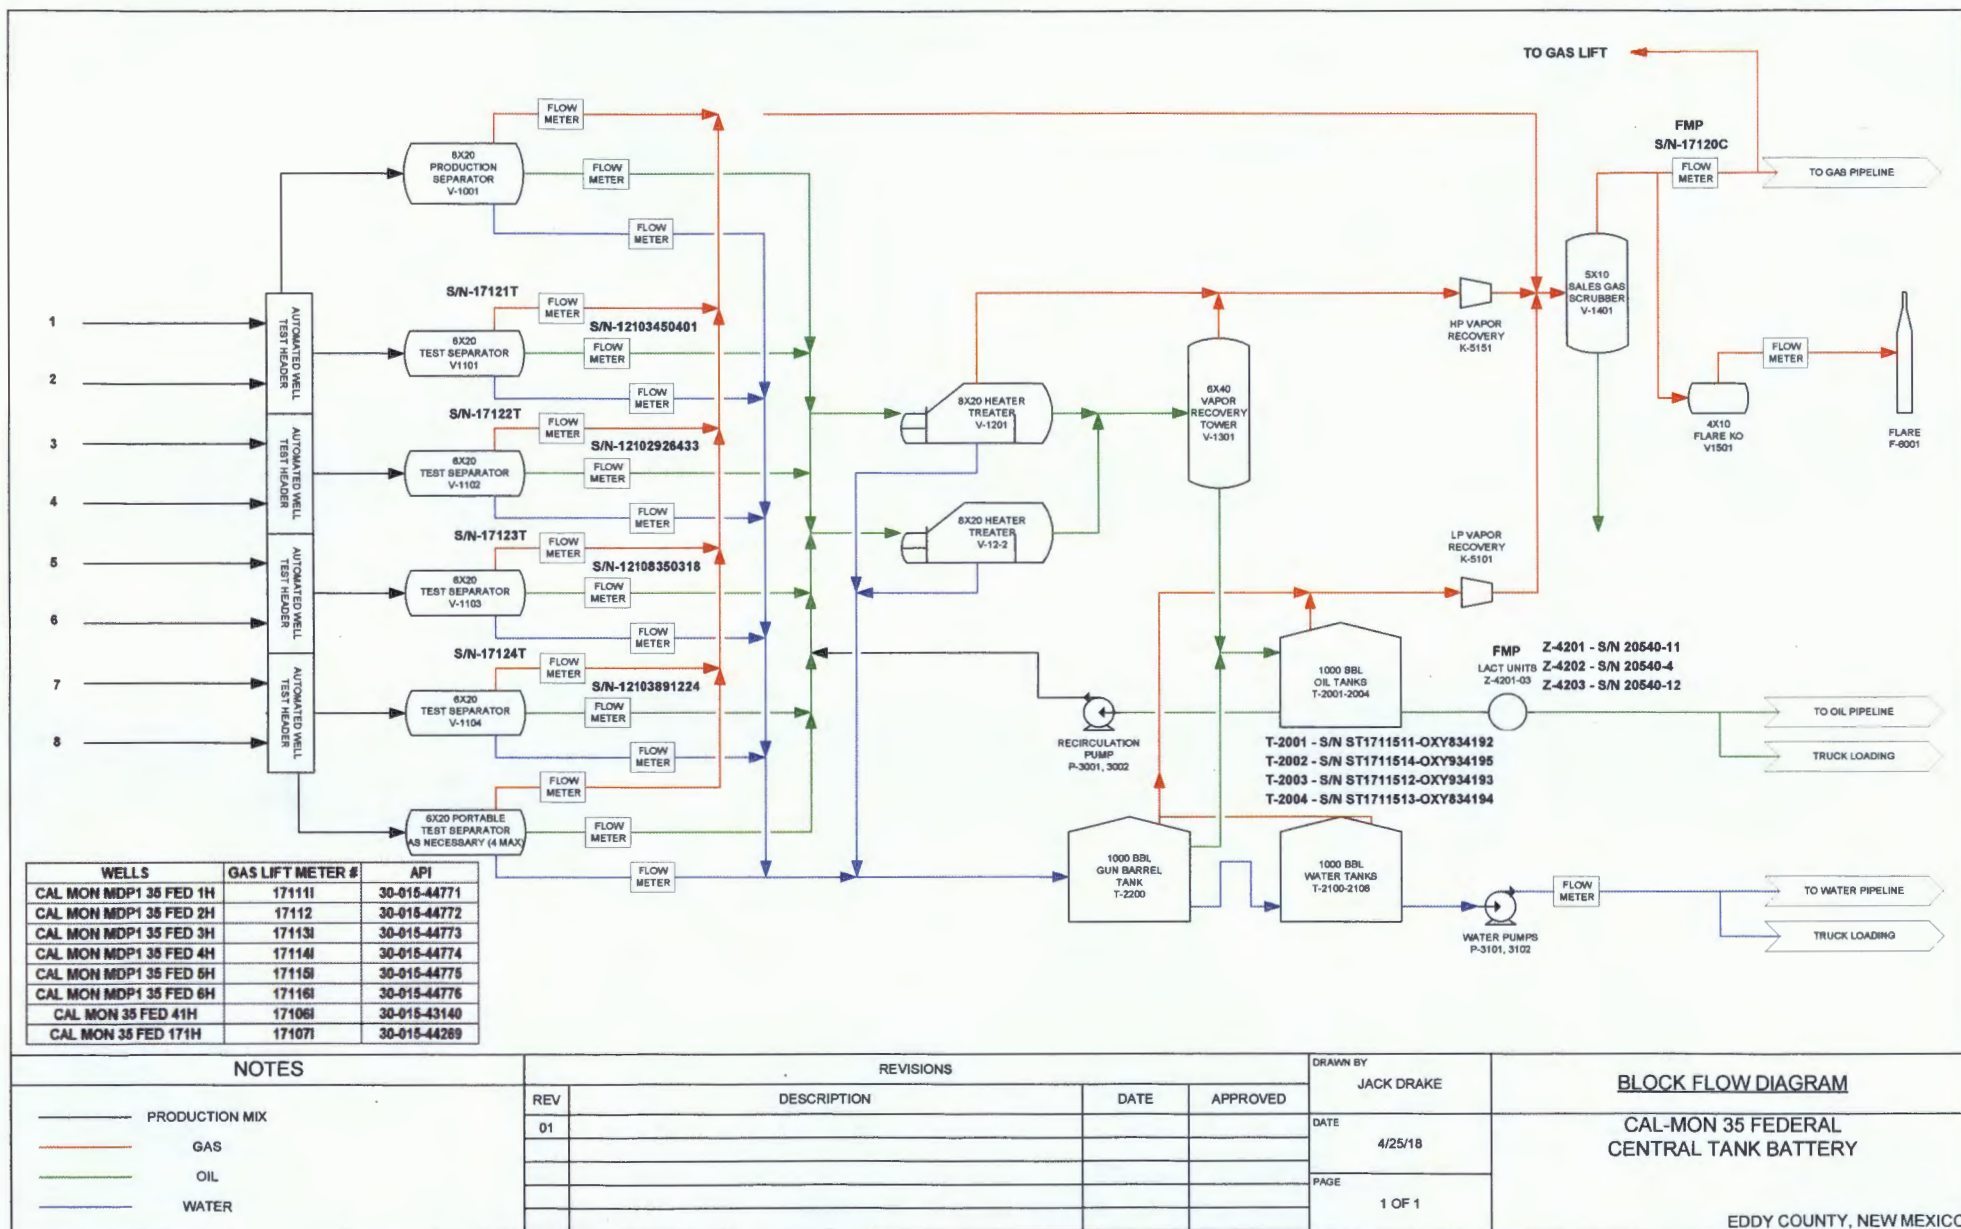 TO GAS LIFT
FMP
S/N-17120C
FLOW
METER
TO GAS PIPELINE
FLOW
METER
6X20
PRODUCTION
SEPARATOR
V-1001
FLOW
METER
FLOW
METER
1
2
3
4
5
6
7
8
AUTOMATED WELL
TEST HEADER
AUTOMATED WELL
TEST HEADER
AUTOMATED WELL
TEST HEADER
AUTOMATED WELL
TEST HEADER
S/N-17121T
FLOW
METER
S/N-12103450401
6X20
TEST SEPARATOR
V1101
FLOW
METER
FLOW
METER
S/N-17122T
FLOW
METER
S/N-12102926433
6X20
TEST SEPARATOR
V-1102
FLOW
METER
FLOW
METER
S/N-17123T
FLOW
METER
S/N-12108350318
6X20
TEST SEPARATOR
V-1103
FLOW
METER
FLOW
METER
S/N-17124T
FLOW
METER
S/N-12103891224
6X20
TEST SEPARATOR
V-1104
FLOW
METER
FLOW
METER
FLOW
METER
6X20 PORTABLE
TEST SEPARATOR
AS NECESSARY (4 MAX)
FLOW
METER
FLOW
METER
8X20 HEATER
TREATER
V-1201
8X20 HEATER
TREATER
V-12-2
6X40
VAPOR
RECOVERY
TOWER
V-1301
HP VAPOR
RECOVERY
K-5151
LP VAPOR
RECOVERY
K-5101
5X10
SALES GAS
SCRUBBER
V-1401
4X10
FLARE KO
V1501
FLOW
METER
FLARE
F-6001
RECIRCULATION
PUMP
P-3001, 3002
1000 BBL
OIL TANKS
T-2001-2004
FMP
LACT UNITS
Z-4201-03
Z-4201 - S/N 20540-11
Z-4202 - S/N 20540-4
Z-4203 - S/N 20540-12
TO OIL PIPELINE
TRUCK LOADING
T-2001 - S/N ST1711511-OXY834192
T-2002 - S/N ST1711514-OXY934195
T-2003 - S/N ST1711512-OXY934193
T-2004 - S/N ST1711513-OXY834194
1000 BBL
GUN BARREL
TANK
T-2200
1000 BBL
WATER TANKS
T-2100-2106
WATER PUMPS
P-3101, 3102
FLOW
METER
TO WATER PIPELINE
TRUCK LOADING
WELLS GAS LIFT METER # API
CAL MON MDP1 35 FED 1H 17111I 30-015-44771
CAL MON MDP1 35 FED 2H 17112 30-015-44772
CAL MON MDP1 35 FED 3H 17113I 30-015-44773
CAL MON MDP1 35 FED 4H 17114I 30-015-44774
CAL MON MDP1 35 FED 5H 17115I 30-015-44775
CAL MON MDP1 35 FED 6H 17116I 30-015-44776
CAL MON 35 FED 41H 17106I 30-015-43140
CAL MON 35 FED 171H 17107I 30-015-44269
NOTES
PRODUCTION MIX
GAS
OIL
WATER
REVISIONS
REV DESCRIPTION DATE APPROVED
01
DRAWN BY
JACK DRAKE
DATE
4/25/18
PAGE
1 OF 1
BLOCK FLOW DIAGRAM
CAL-MON 35 FEDERAL
CENTRAL TANK BATTERY
EDDY COUNTY, NEW MEXICO